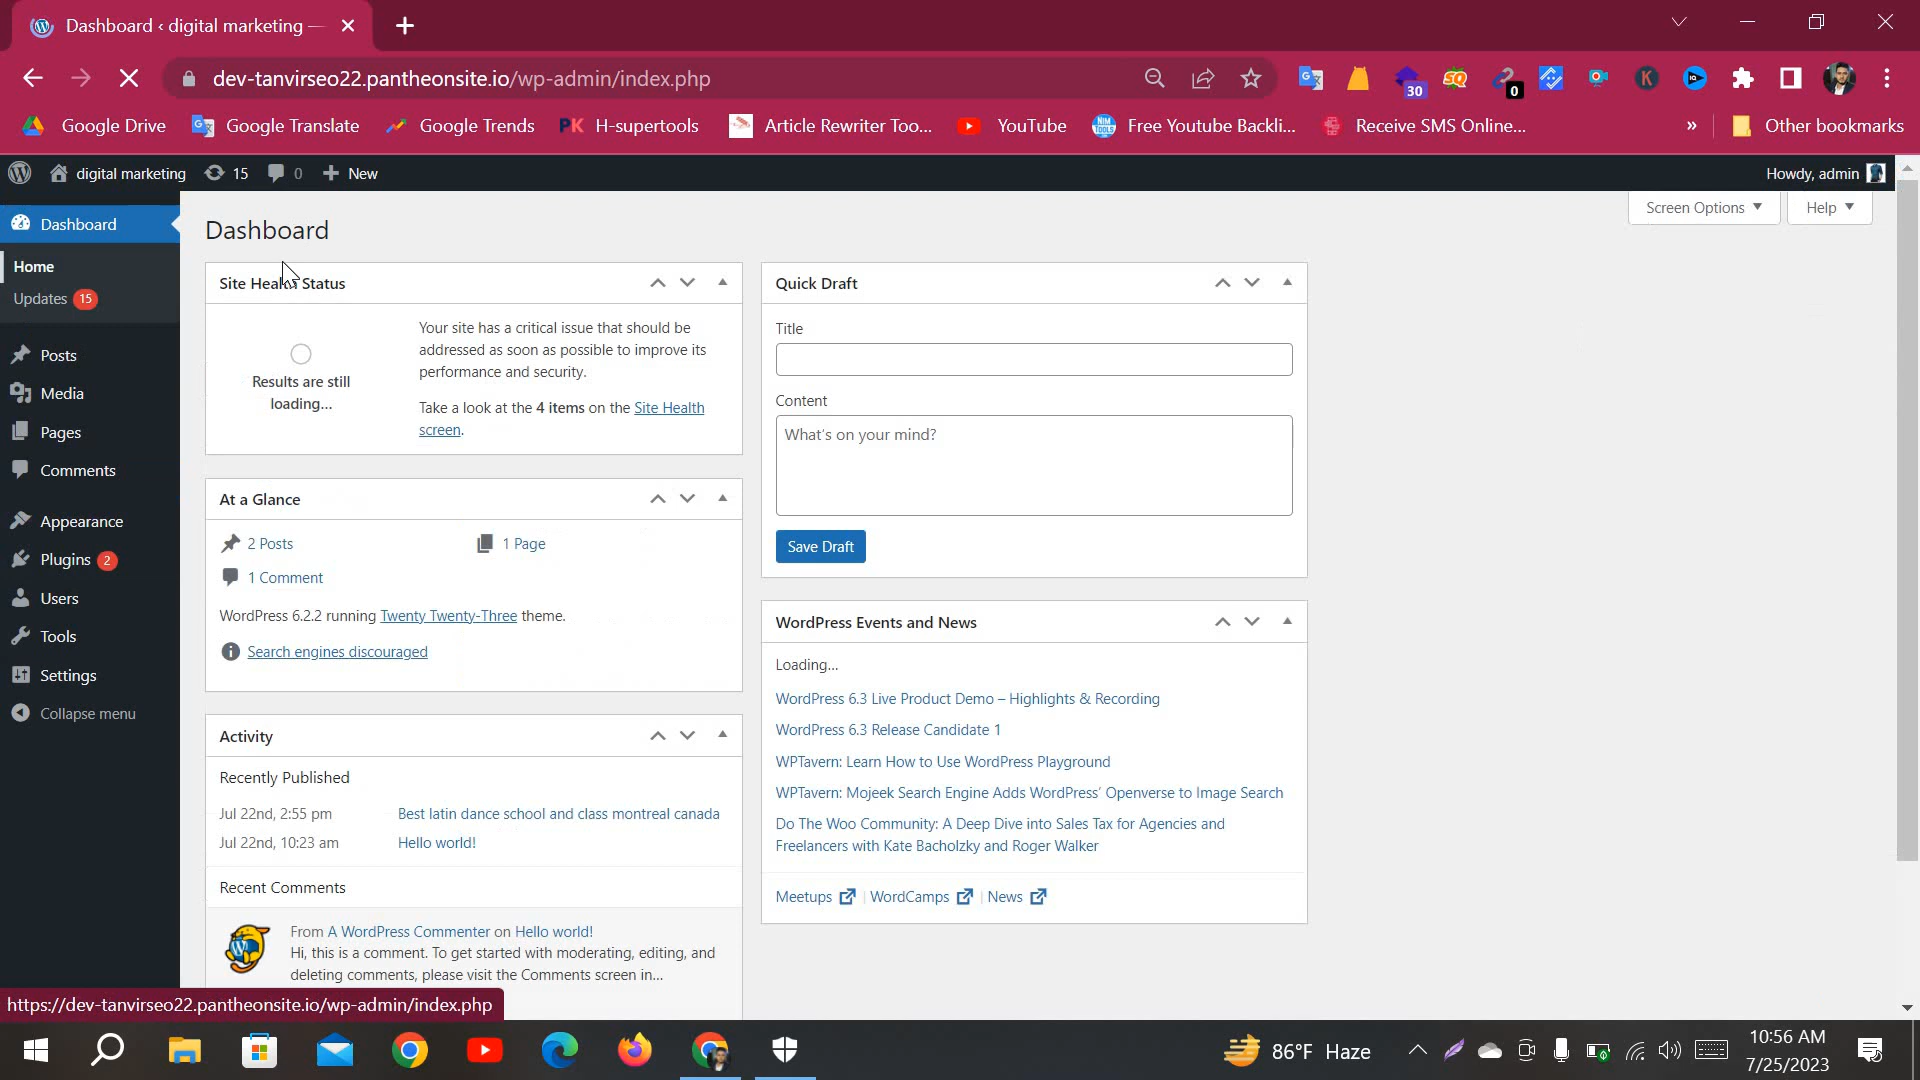 Dashboard ‹ digital marketing —
dev-tanvirseo22.pantheonsite.io/wp-admin/index.php
30
SQ
0
K
Google Drive
Google Translate
Google Trends
PK H-supertools
Article Rewriter Too...
YouTube
NIM TOOLS
Free Youtube Backli...
Receive SMS Online...
»
Other bookmarks
digital marketing
15
0
New
Howdy, admin
Dashboard
Home
Updates 15
Posts
Media
Pages
Comments
Appearance
Plugins 2
Users
Tools
Settings
Collapse menu
Screen Options
Help
Dashboard
Site Health Status
Results are still
loading...
Your site has a critical issue that should be
addressed as soon as possible to improve its
performance and security.
Take a look at the 4 items on the Site Health
screen.
At a Glance
2 Posts
1 Page
1 Comment
WordPress 6.2.2 running Twenty Twenty-Three theme.
Search engines discouraged
Activity
Recently Published
Jul 22nd, 2:55 pm
Best latin dance school and class montreal canada
Jul 22nd, 10:23 am
Hello world!
Recent Comments
From A WordPress Commenter on Hello world!
Hi, this is a comment. To get started with moderating, editing, and
deleting comments, please visit the Comments screen in...
Quick Draft
Title
Content
What's on your mind?
Save Draft
WordPress Events and News
Loading...
WordPress 6.3 Live Product Demo – Highlights & Recording
WordPress 6.3 Release Candidate 1
WPTavern: Learn How to Use WordPress Playground
WPTavern: Mojeek Search Engine Adds WordPress' Openverse to Image Search
Do The Woo Community: A Deep Dive into Sales Tax for Agencies and
Freelancers with Kate Bacholzky and Roger Walker
Meetups | WordCamps | News
https://dev-tanvirseo22.pantheonsite.io/wp-admin/index.php
86°F Haze
10:56 AM
7/25/2023